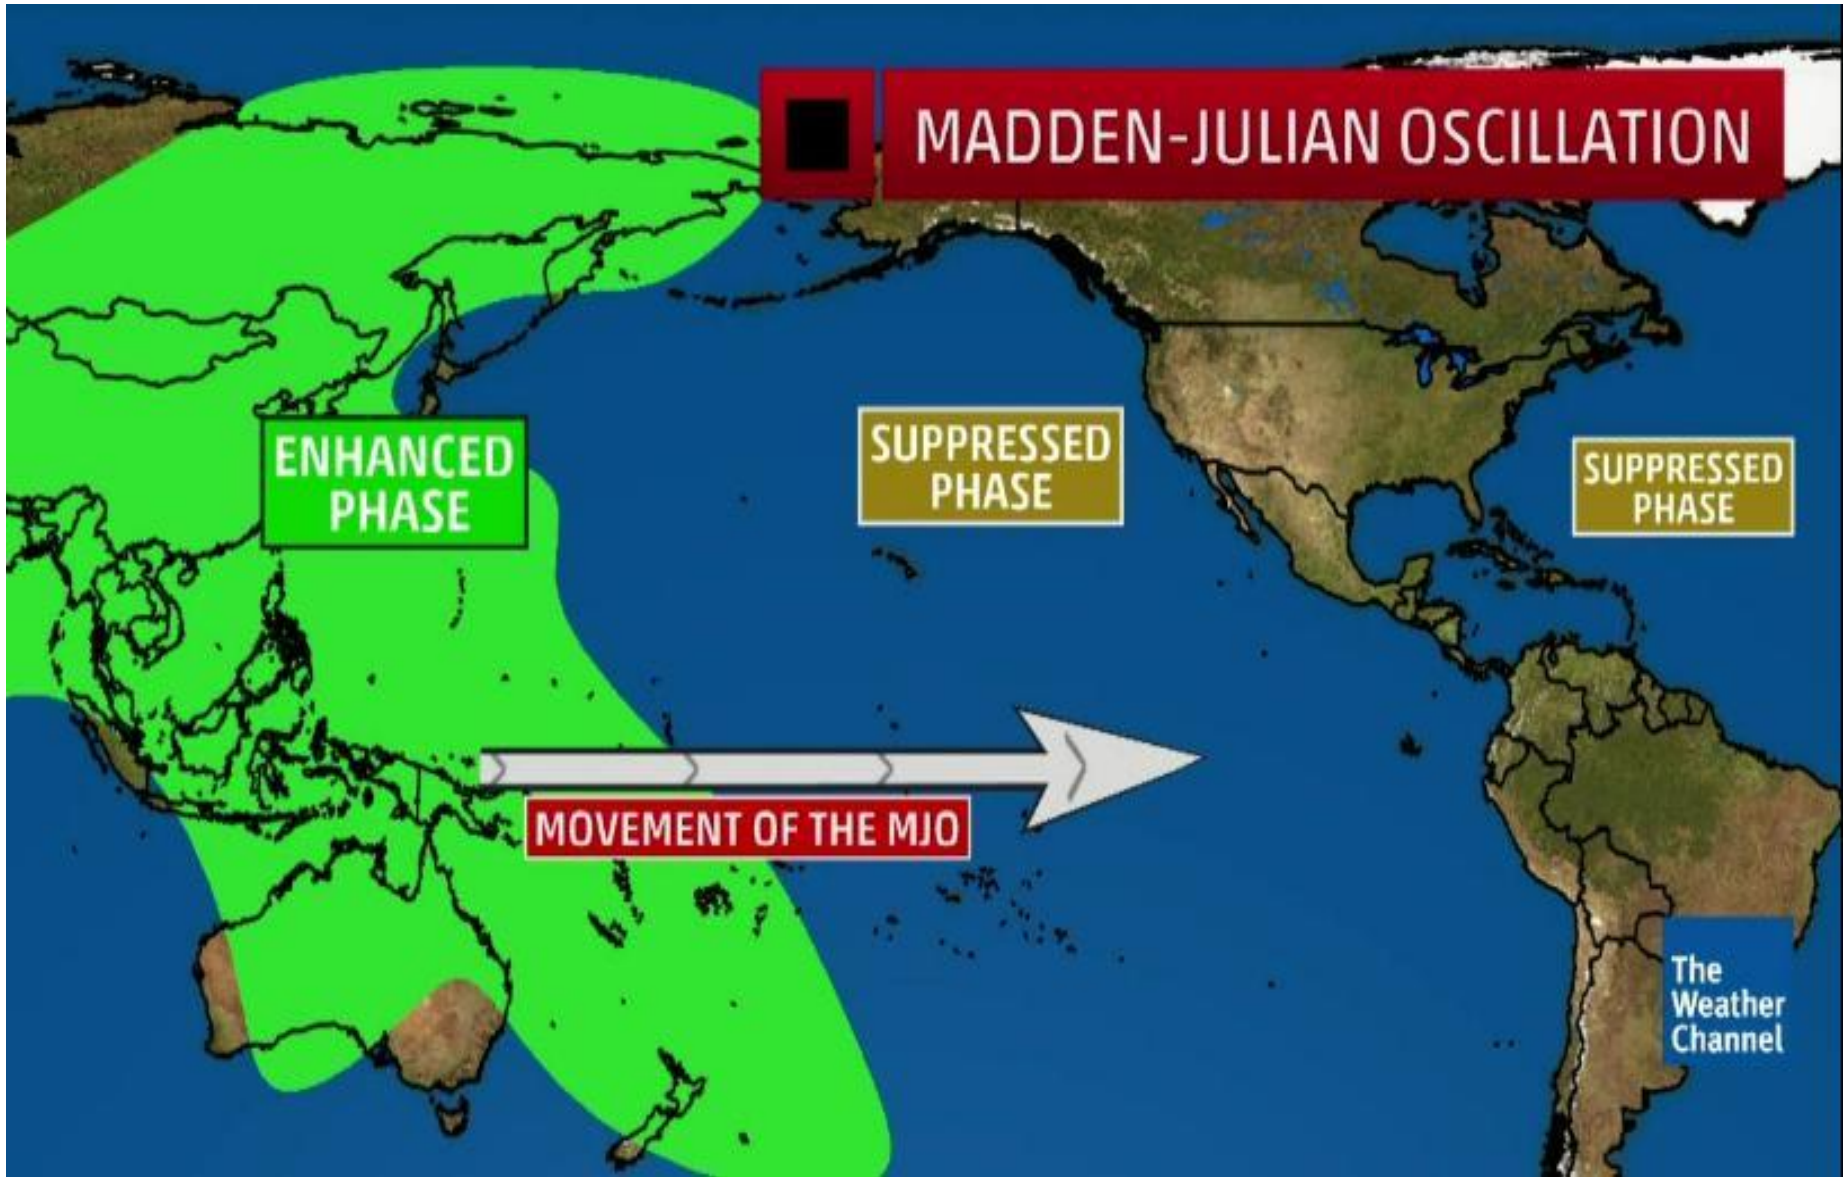 MADDEN-JULIAN OSCILLATION
ENHANCED
PHASE
SUPPRESSED
PHASE
SUPPRESSED
PHASE
MOVEMENT OF THE MJO
The
Weather
Channel